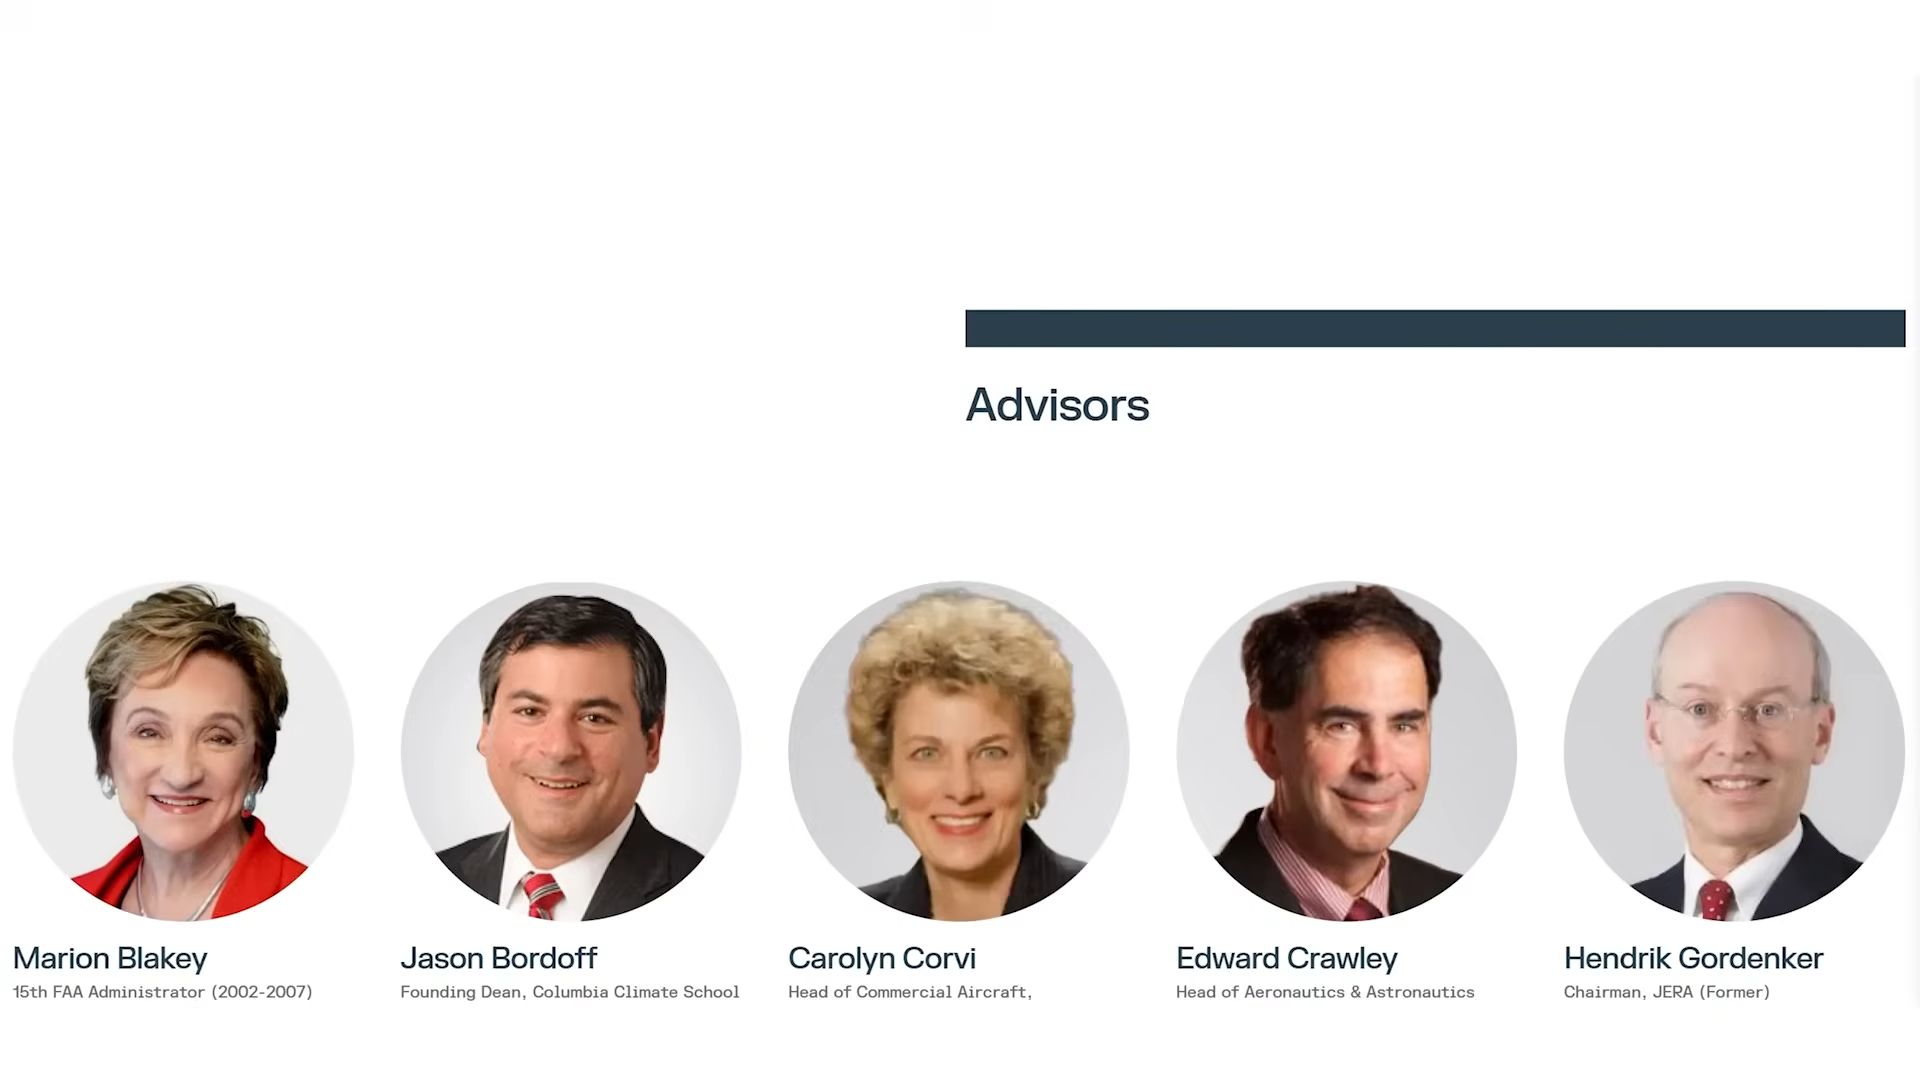 Advisors
Marion Blakey
15th FAA Administrator (2002-2007)
Jason Bordoff
Founding Dean, Columbia Climate School
Carolyn Corvi
Head of Commercial Aircraft,
Edward Crawley
Head of Aeronautics & Astronautics
Hendrik Gordenker
Chairman, JERA (Former)